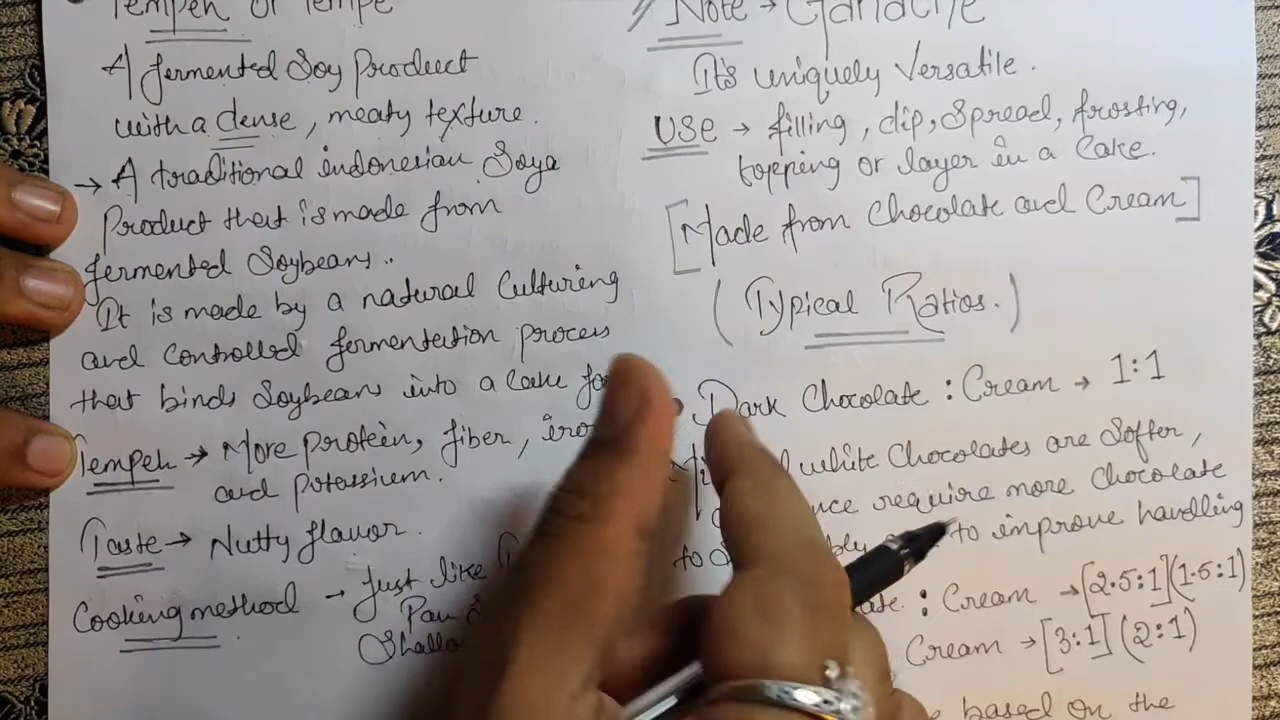 Tempeh or Tempe
A fermented Soy Product
with a dense, meaty texture.
→ A traditional indonesian Soya
Product that is made from
fermented Soybeans..
It is made by a natural Culturing
and Controlled fermentation process
that binds Soybeans into a Cake
Tempeh → More Protein, fiber,
and potassium.
Taste → Nutty flavor.
Cooking method → Just like
Pan
Note → Ganache
It's uniquely Versatile.
USE → filling, dip, Spread, frosting,
topping or layer in a Cake.
[Made from Chocolate and Cream]
(Typical Ratios.)
Dark Chocolate : Cream → 1:1
white Chocolates are Softer,
require more Chocolate
to to improve handling
: Cream → [2.5:1] (1.5:1)
Cream → [3:1] (2:1)
based on the